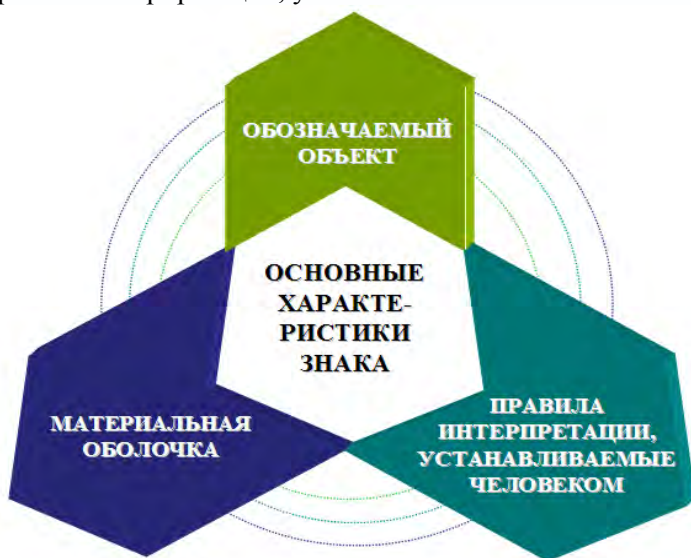 ОБОЗНАЧАЕМЫЙ
ОБЪЕКТ
ОСНОВНЫЕ
ХАРАКТЕ-
РИСТИКИ
ЗНАКА
МАТЕРИАЛЬНАЯ
ОБОЛОЧКА
ПРАВИЛА
ИНТЕРПРЕТАЦИИ,
УСТАНАВЛИВАЕМЫЕ
ЧЕЛОВЕКОМ